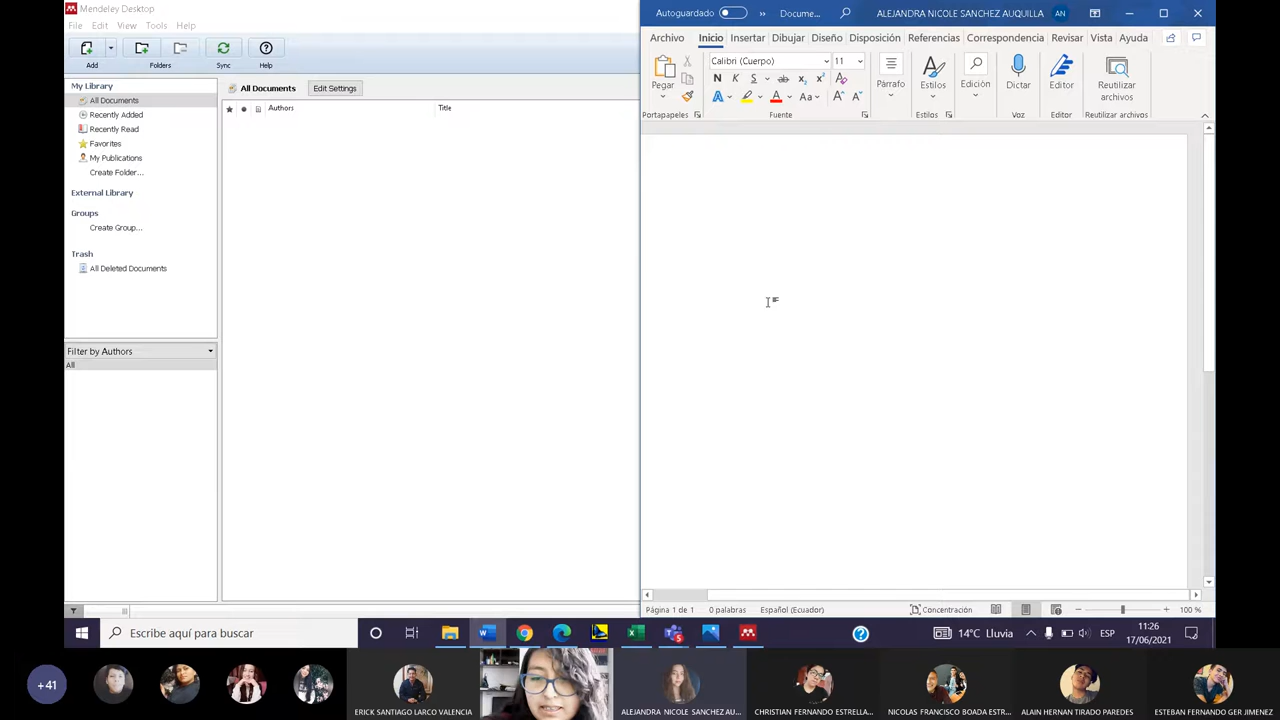 Mendeley Desktop
File Edit View Tools Help
Add
Folders
Sync
Help
My Library
All Documents
Recently Added
Recently Read
Favorites
My Publications
Create Folder...
External Library
Groups
Create Group...
Trash
All Deleted Documents
Filter by Authors
All
All Documents
Edit Settings
Authors
Title
Autoguardado
Docume...
ALEJANDRA NICOLE SANCHEZ AUQUILLA
AN
Archivo Inicio Insertar Dibujar Diseño Disposición Referencias Correspondencia Revisar Vista Ayuda
Pegar
Portapapeles
Calibri (Cuerpo)
11
N K S ab x₂ x²
A A Aa A A
Fuente
Párrafo
Estilos
Estilos
Edición
Dictar
Voz
Editor
Editor
Reutilizar archivos
Reutilizar archivos
Página 1 de 1
0 palabras
Español (Ecuador)
Concentración
100 %
Escribe aquí para buscar
14°C Lluvia
ESP
11:26
17/06/2021
+41
ERICK SANTIAGO LARCO VALENCIA
ALEJANDRA NICOLE SANCHEZ AU...
CHRISTIAN FERNANDO ESTRELLA...
NICOLAS FRANCISCO BOADA ESTR...
ALAIN HERNAN TIRADO PAREDES
ESTEBAN FERNANDO GER JIMENEZ